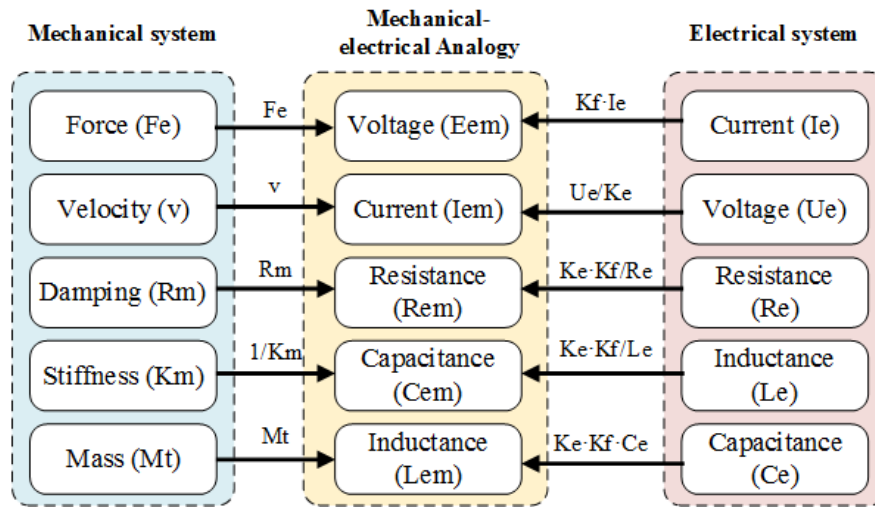 Mechanical system
Mechanical-
electrical Analogy
Electrical system
Force (Fe)
Fe
Voltage (Eem)
Kf·Ie
Current (Ie)
Velocity (v)
v
Current (Iem)
Ue/Ke
Voltage (Ue)
Damping (Rm)
Rm
Resistance
(Rem)
Ke·Kf/Re
Resistance
(Re)
Stiffness (Km)
1/Km
Capacitance
(Cem)
Ke·Kf/Le
Inductance
(Le)
Mass (Mt)
Mt
Inductance
(Lem)
Ke·Kf·Ce
Capacitance
(Ce)